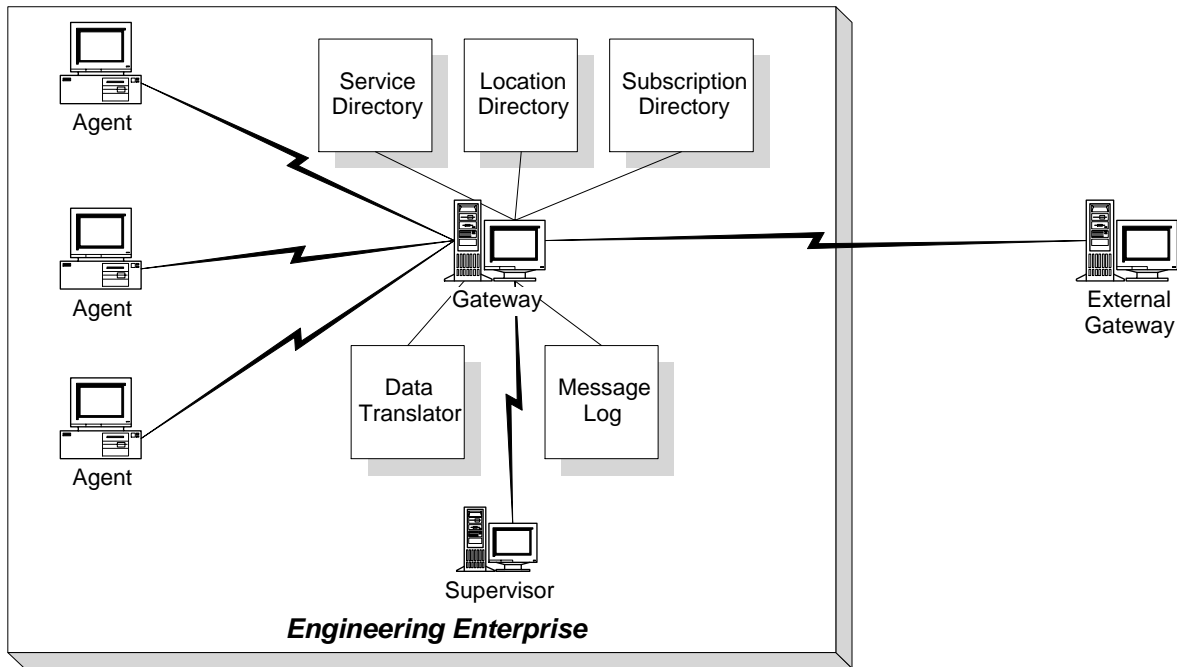 Agent
Agent
Agent
Service
Directory
Location
Directory
Subscription
Directory
Gateway
Data
Translator
Message
Log
Supervisor
Engineering Enterprise
External
Gateway